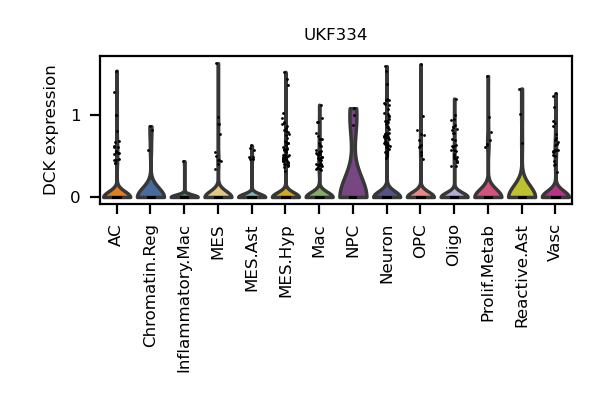 UKF334
DCK expression
1
0
AC
Chromatin.Reg
Inflammatory.Mac
MES
MES.Ast
MES.Hyp
Mac
NPC
Neuron
OPC
Oligo
Prolif.Metab
Reactive.Ast
Vasc